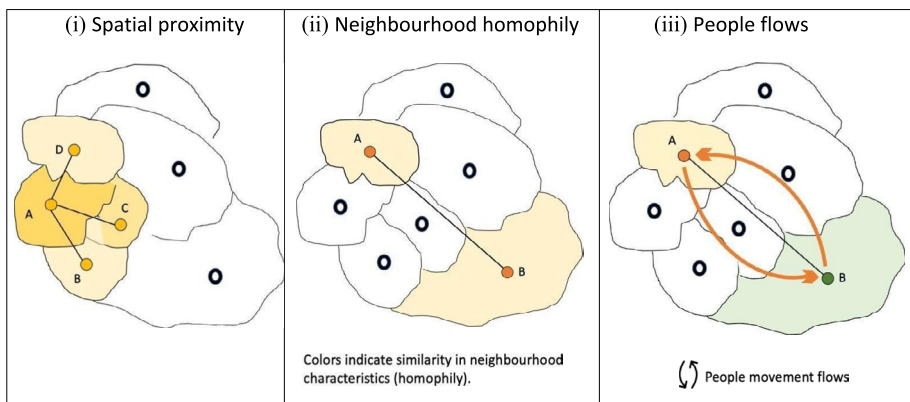 (i) Spatial proximity
D
A
C
B
(ii) Neighbourhood homophily
A
B
Colors indicate similarity in neighbourhood
characteristics (homophily).
(iii) People flows
A
B
People movement flows